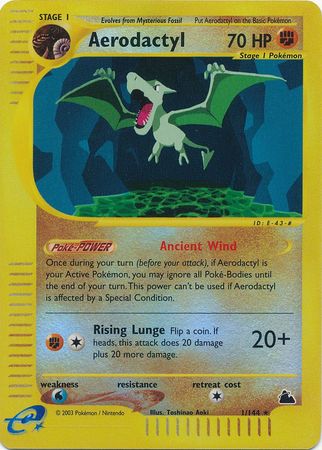 STAGE 1 Evolves from Mysterious Fossil Put Aerodactyl on the Basic Pokémon
Aerodactyl 70 HP
Stage 1 Pokémon
ID: E-43-#
Poké-POWER Ancient Wind
Once during your turn (before your attack), if Aerodactyl is
your Active Pokémon, you may ignore all Poké-Bodies until
the end of your turn. This power can't be used if Aerodactyl
is affected by a Special Condition.
Rising Lunge Flip a coin. If
heads, this attack does 20 damage
plus 20 more damage.
20+
weakness resistance retreat cost
e © 2003 Pokémon / Nintendo Illus. Toshinao Aoki 1/144 ★